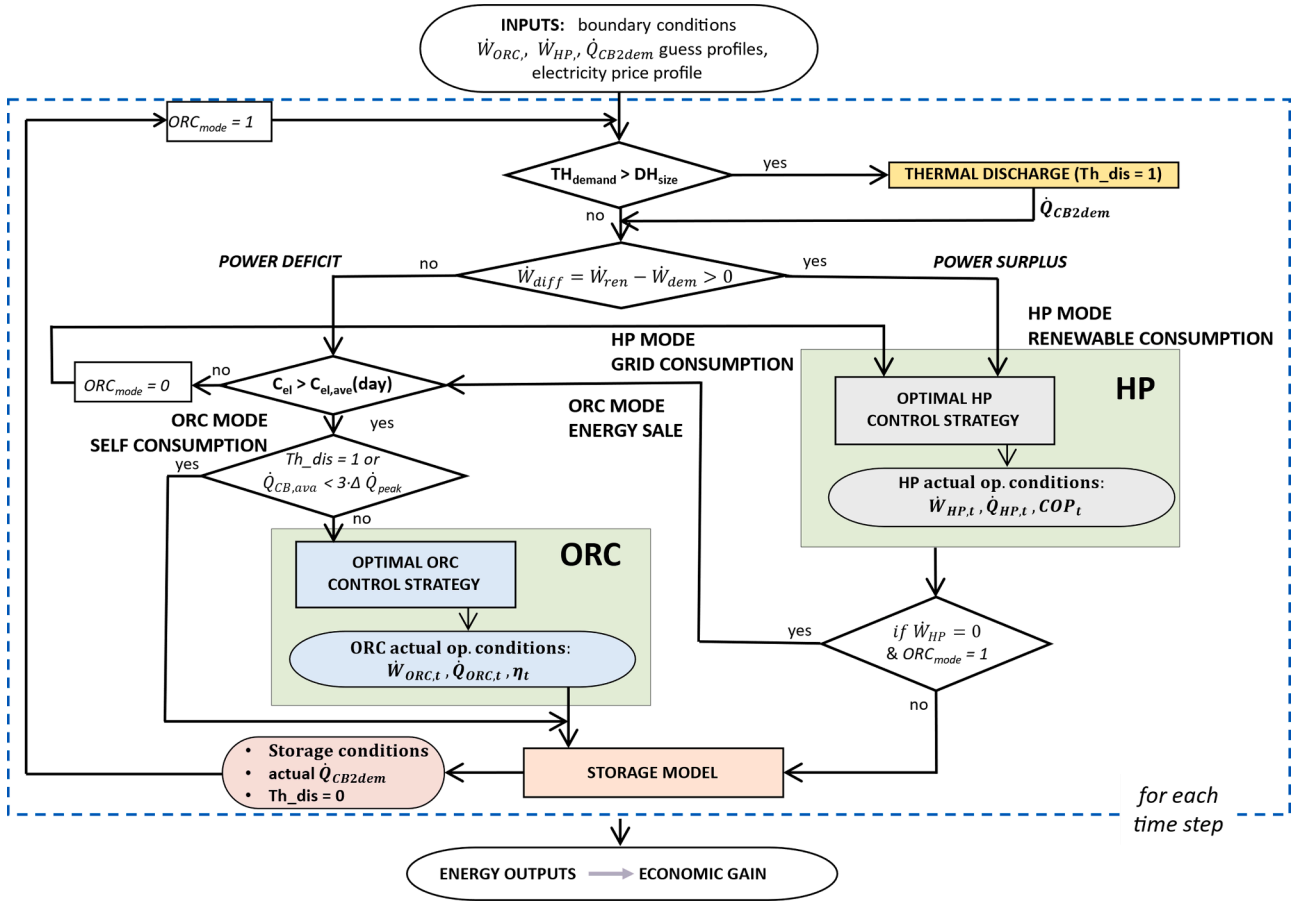 INPUTS: boundary conditions
Ẇ_ORC, Ẇ_HP, Q̇_CB2dem guess profiles,
electricity price profile
ORC_mode = 1
TH_demand > DH_size
yes
THERMAL DISCHARGE (Th_dis = 1)
no
Q̇_CB2dem
POWER DEFICIT
no
Ẇ_diff = Ẇ_ren − Ẇ_dem > 0
yes
POWER SURPLUS
HP MODE
RENEWABLE CONSUMPTION
HP MODE
GRID CONSUMPTION
ORC_mode = 0
no
C_el > C_el,ave(day)
yes
ORC MODE
SELF CONSUMPTION
ORC MODE
ENERGY SALE
HP
OPTIMAL HP
CONTROL STRATEGY
HP actual op. conditions:
Ẇ_HP,t , Q̇_HP,t , COP_t
yes
Th_dis = 1 or
Q̇_CB,ava < 3·Δ Q̇_peak
no
ORC
OPTIMAL ORC
CONTROL STRATEGY
ORC actual op. conditions:
Ẇ_ORC,t , Q̇_ORC,t , η_t
yes
if Ẇ_HP = 0
& ORC_mode = 1
no
• Storage conditions
• actual Q̇_CB2dem
• Th_dis = 0
STORAGE MODEL
for each
time step
ENERGY OUTPUTS ECONOMIC GAIN